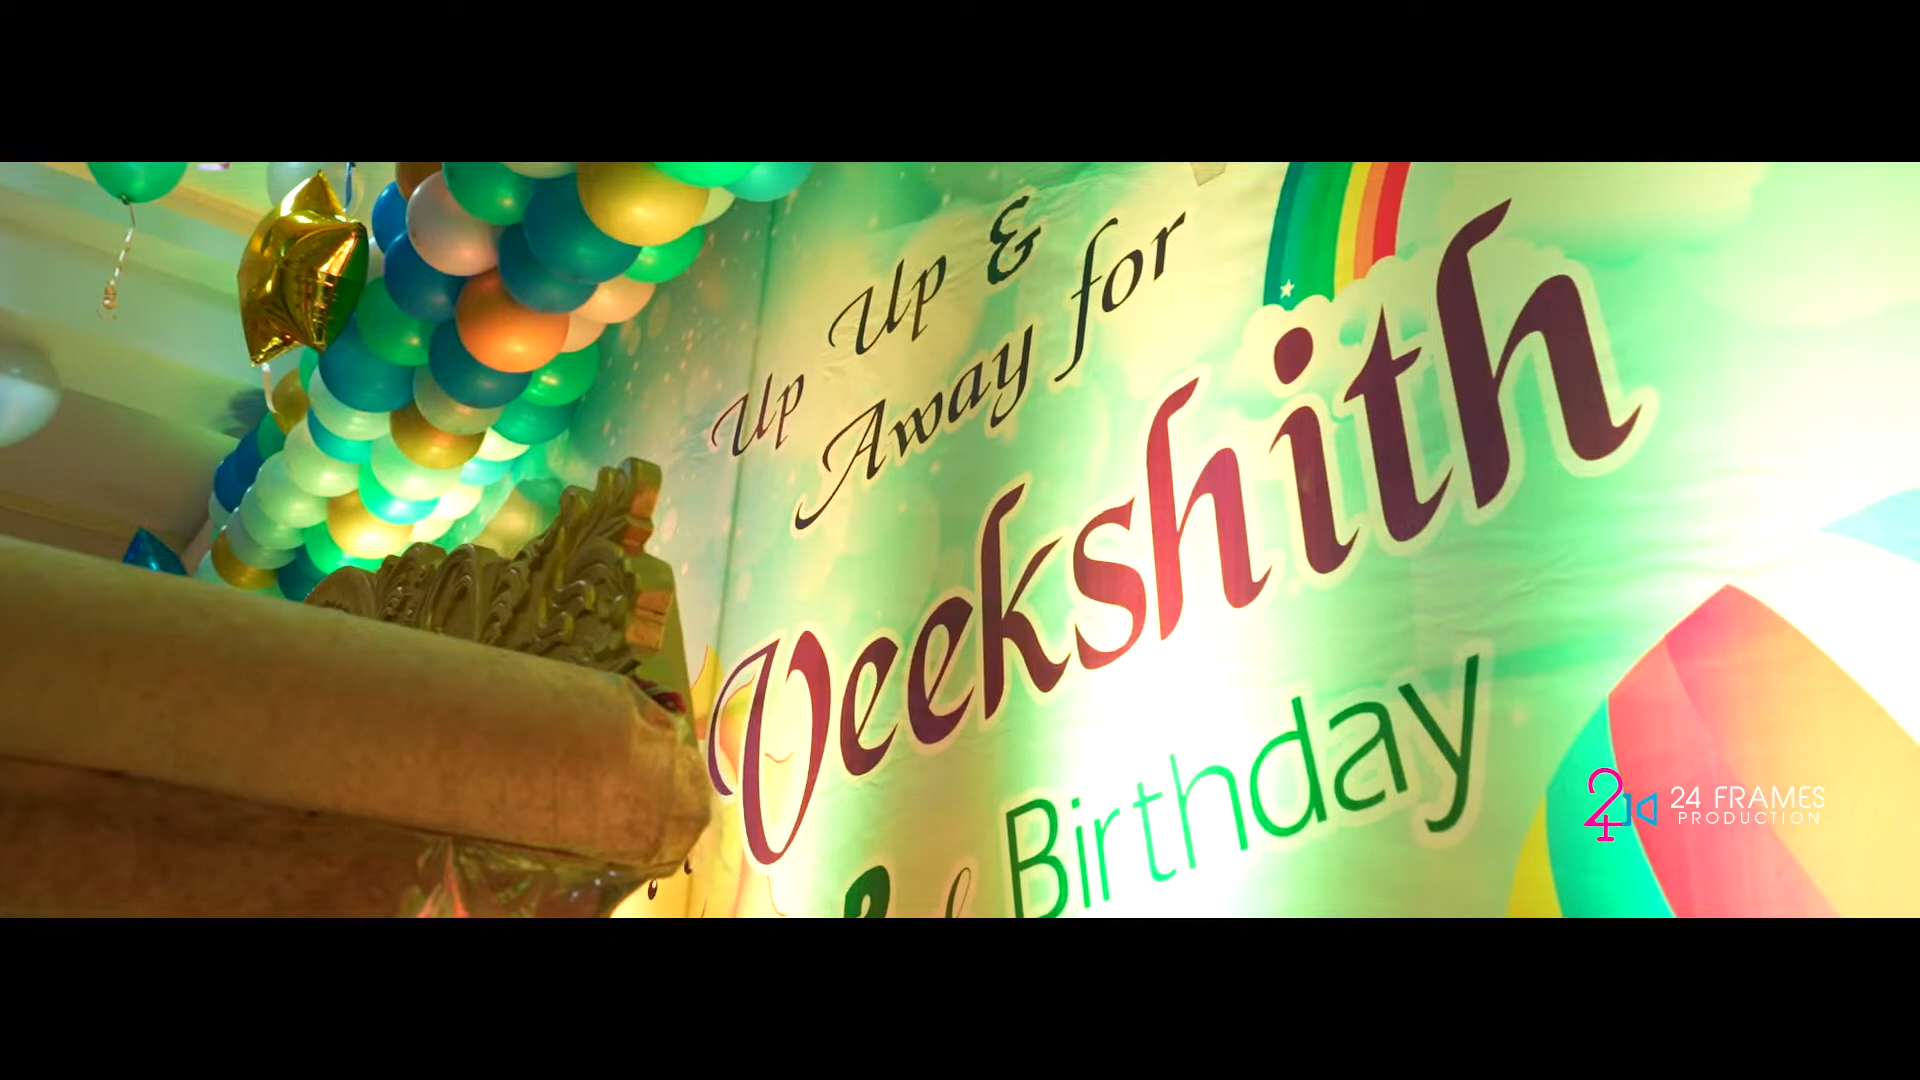 Up Up &
Away for
Veekshith
Birthday
24 FRAMES
PRODUCTION